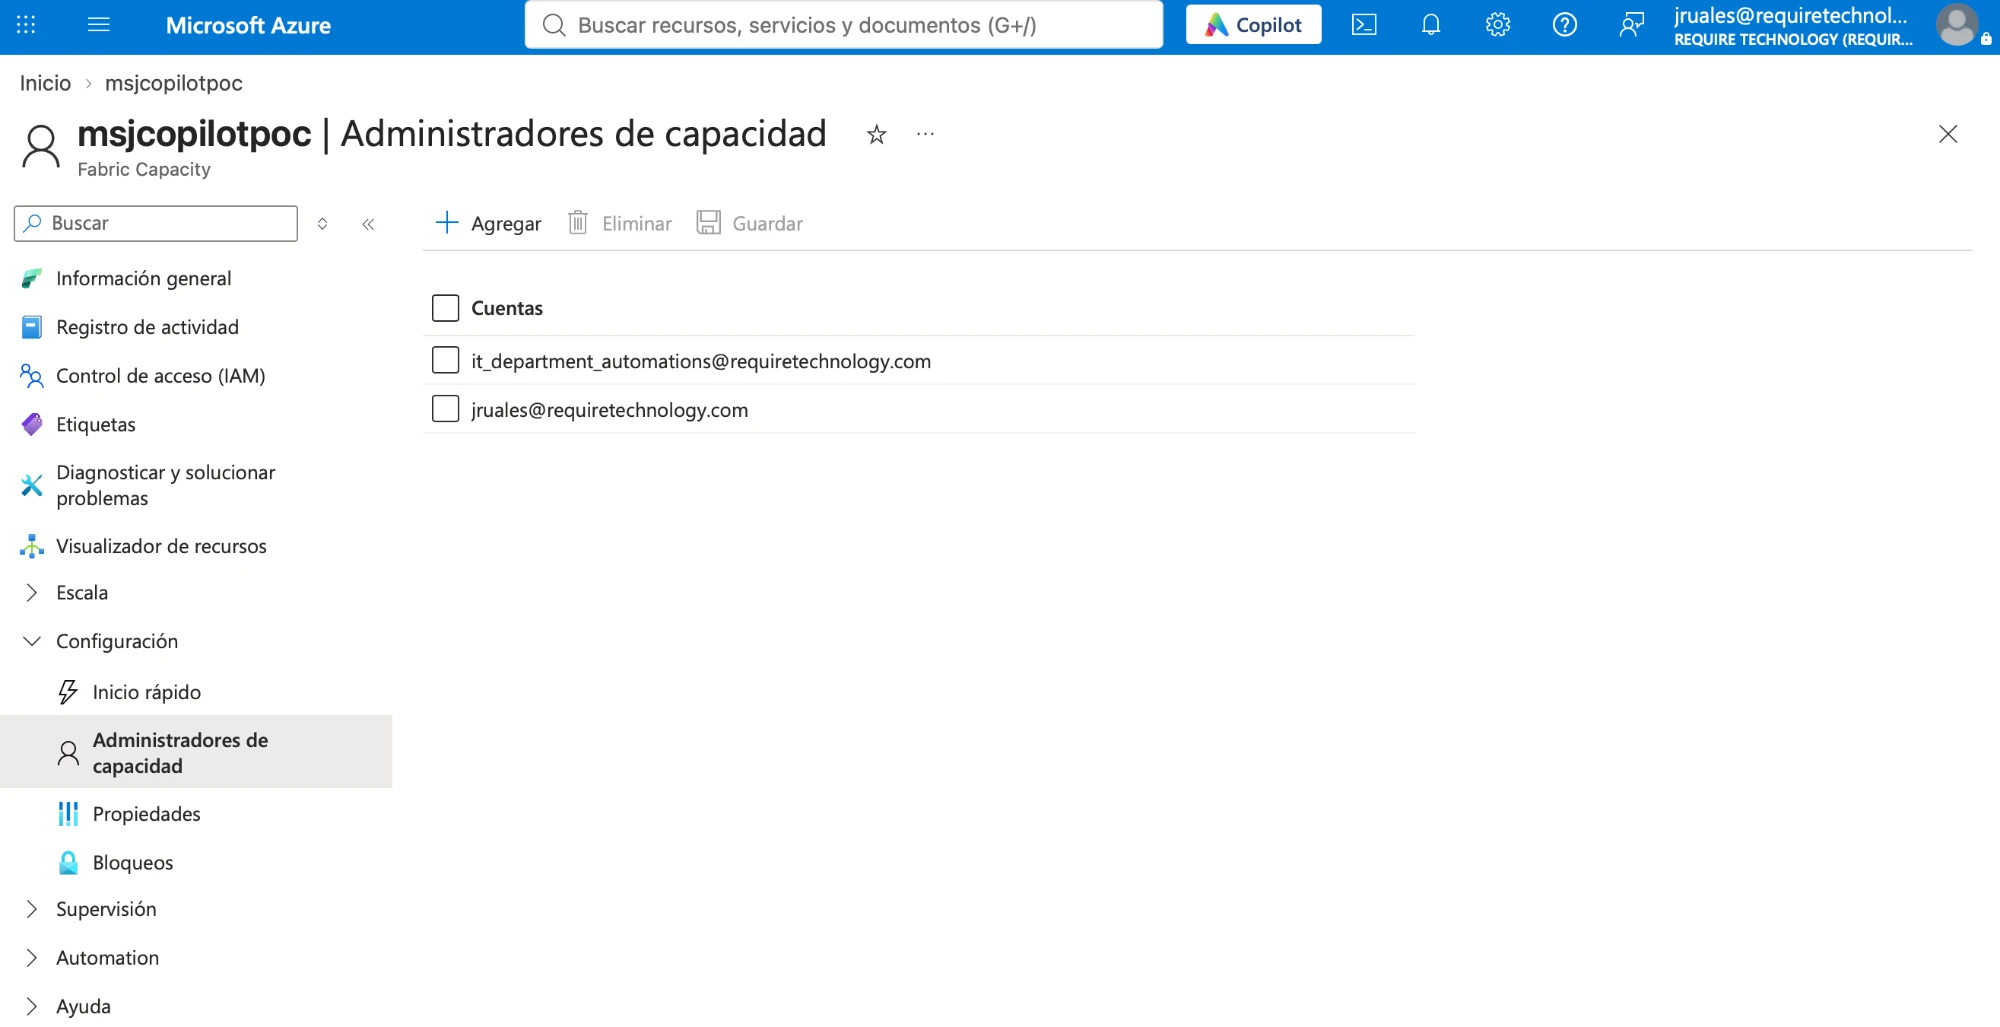 Microsoft Azure
Buscar recursos, servicios y documentos (G+/)
Copilot
jruales@requiretechnol...
REQUIRE TECHNOLOGY (REQUIR...
Inicio > msjcopilotpoc
msjcopilotpoc | Administradores de capacidad
Fabric Capacity
Buscar
Agregar
Eliminar
Guardar
Información general
Registro de actividad
Control de acceso (IAM)
Etiquetas
Diagnosticar y solucionar
problemas
Visualizador de recursos
Escala
Configuración
Inicio rápido
Administradores de
capacidad
Propiedades
Bloqueos
Supervisión
Automation
Ayuda
Cuentas
it_department_automations@requiretechnology.com
jruales@requiretechnology.com